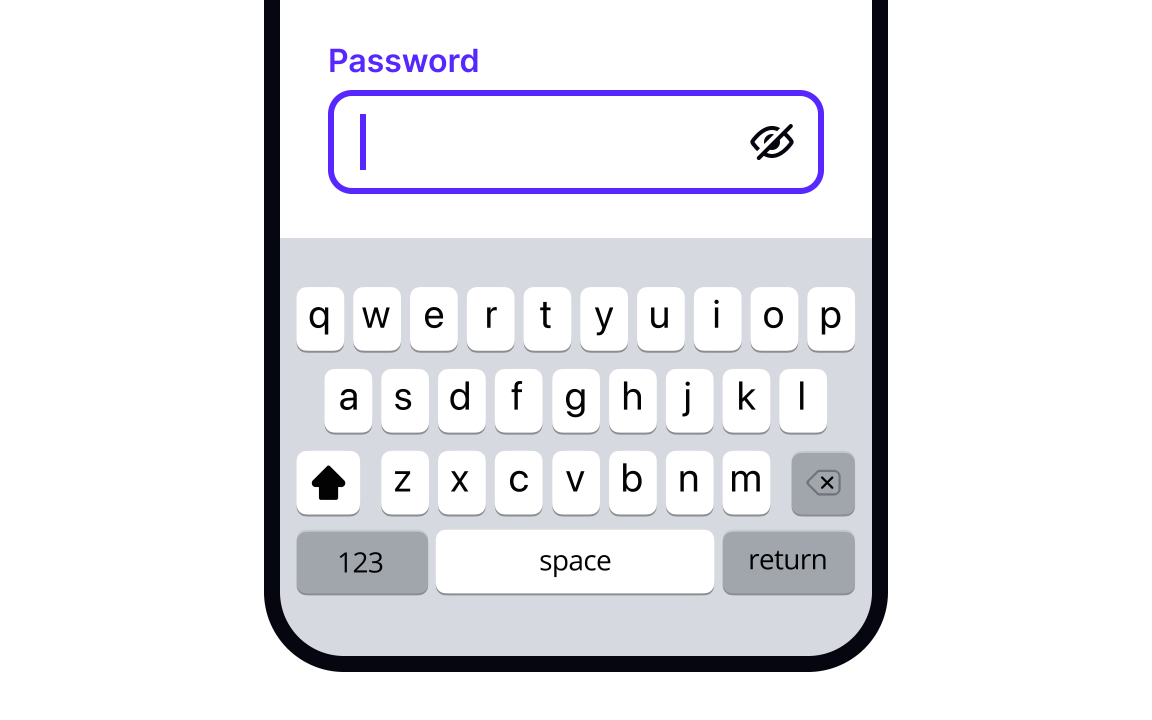 Password
q w e r t y u i o p
a s d f g h j k l
z x c v b n m
123 space return